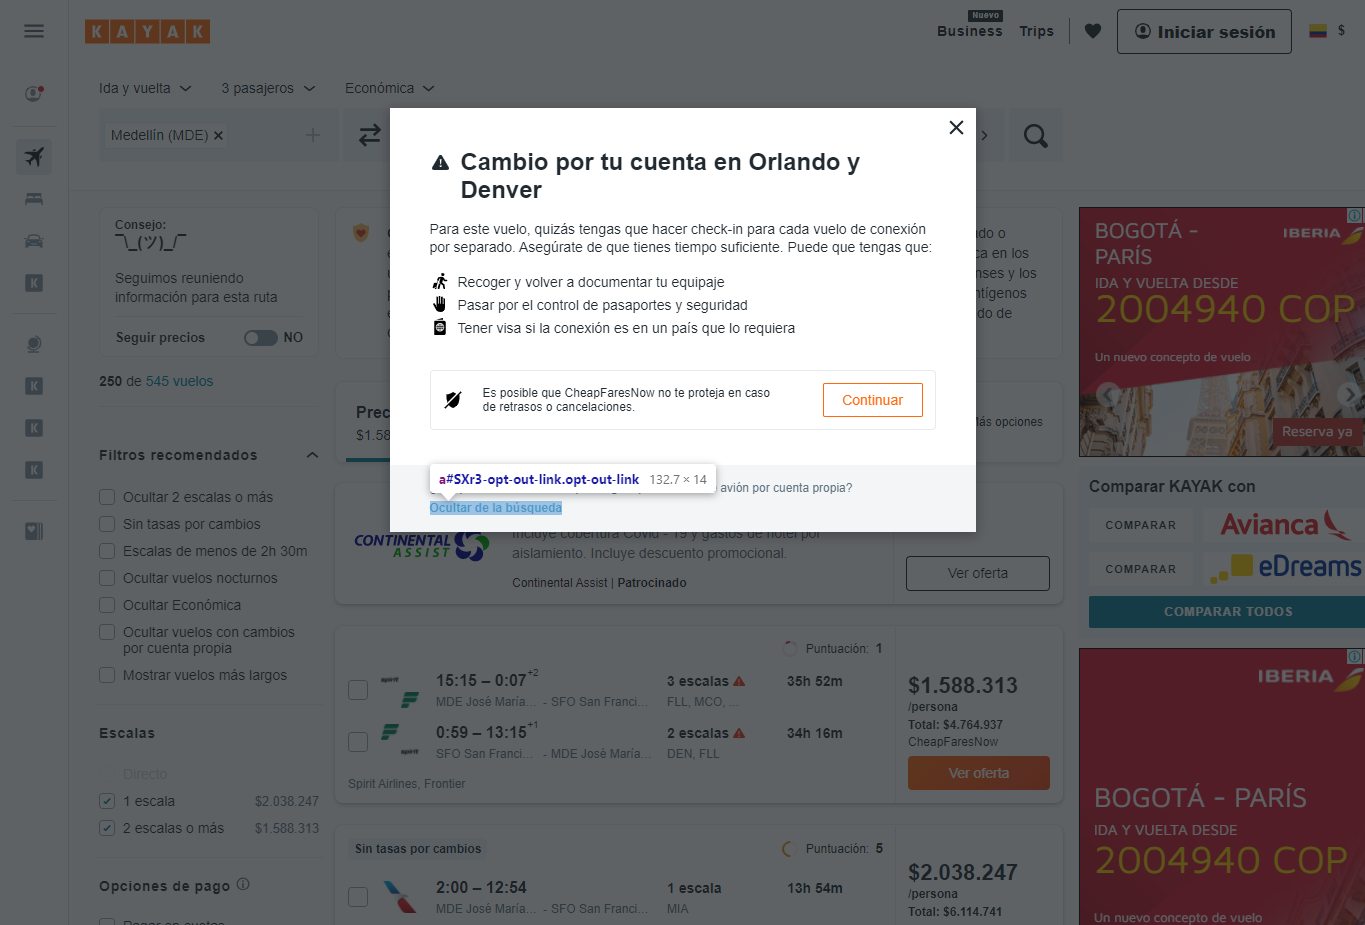 KAYAK
Nuevo
Business
Trips
Iniciar sesión
$
Ida y vuelta
3 pasajeros
Económica
Medellín (MDE)
Cambio por tu cuenta en Orlando y
Denver
Para este vuelo, quizás tengas que hacer check-in para cada vuelo de conexión
por separado. Asegúrate de que tienes tiempo suficiente. Puede que tengas que:
Recoger y volver a documentar tu equipaje
Pasar por el control de pasaportes y seguridad
Tener visa si la conexión es en un país que lo requiera
Es posible que CheapFaresNow no te proteja en caso
de retrasos o cancelaciones.
Continuar
a#SXr3-opt-out-link.opt-out-link 132.7 × 14
avión por cuenta propia?
Ocultar de la búsqueda
Consejo:
¯\_(ツ)_/¯
Seguimos reuniendo
información para esta ruta
Seguir precios
NO
250 de 545 vuelos
Filtros recomendados
Ocultar 2 escalas o más
Sin tasas por cambios
Escalas de menos de 2h 30m
Ocultar vuelos nocturnos
Ocultar Económica
Ocultar vuelos con cambios
por cuenta propia
Mostrar vuelos más largos
Escalas
Directo
1 escala $2.038.247
2 escalas o más $1.588.313
Opciones de pago
$1.58
Más opciones
CONTINENTAL
ASSIST
Incluye cobertura Covid - 19 y gastos de hotel por
aislamiento. Incluye descuento promocional.
Continental Assist | Patrocinado
Ver oferta
Puntuación: 1
15:15 – 0:07+2
MDE José María... - SFO San Franci...
3 escalas
FLL, MCO, ...
35h 52m
0:59 – 13:15+1
SFO San Franci... - MDE José María...
2 escalas
DEN, FLL
34h 16m
spirit
spirit
Spirit Airlines, Frontier
$1.588.313
/persona
Total: $4.764.937
CheapFaresNow
Ver oferta
Sin tasas por cambios
Puntuación: 5
2:00 – 12:54
MDE José María... - SFO San Franci...
1 escala
MIA
13h 54m
$2.038.247
/persona
Total: $6.114.741
BOGOTÁ -
PARÍS
IBERIA
IDA Y VUELTA DESDE
2004940 COP
Un nuevo concepto de vuelo
Reserva ya
Comparar KAYAK con
COMPARAR
Avianca
COMPARAR
eDreams
COMPARAR TODOS
IBERIA
BOGOTÁ - PARÍS
IDA Y VUELTA DESDE
2004940 COP
Un nuevo concepto de vuelo